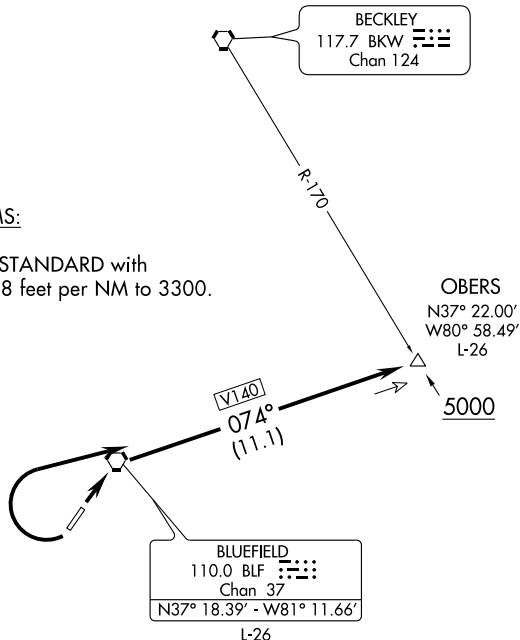 BECKLEY
117.7 BKW
Chan 124
R-170
MS:
STANDARD with
8 feet per NM to 3300.
OBERS
N37° 22.00'
W80° 58.49'
L-26
5000
V140
074°
(11.1)
BLUEFIELD
110.0 BLF
Chan 37
N37° 18.39' - W81° 11.66'
L-26